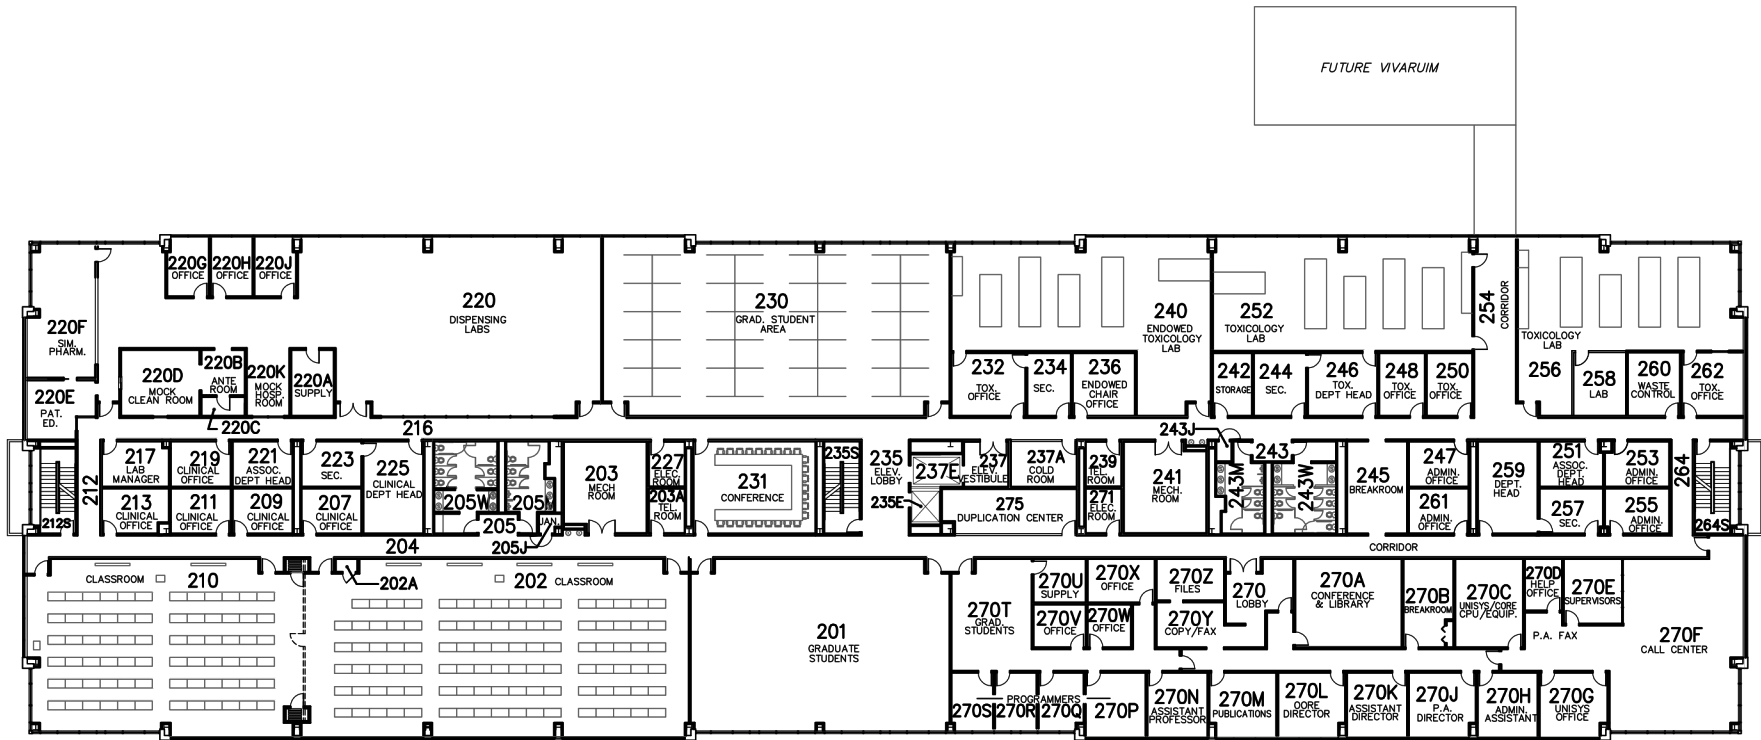 FUTURE VIVARUIM
220G
OFFICE
220H
OFFICE
220J
OFFICE
220F
SIM.
PHARM.
220
DISPENSING
LABS
230
GRAD. STUDENT
AREA
240
ENDOWED
TOXICOLOGY
LAB
252
TOXICOLOGY
LAB
254
CORRIDOR
TOXICOLOGY
LAB
256
220E
PAT.
ED.
220D
MOCK
CLEAN ROOM
220B
ANTE
ROOM
220C
220K
MOCK
HOSP.
ROOM
220A
SUPPLY
232
TOX.
OFFICE
234
SEC.
236
ENDOWED
CHAIR
OFFICE
242
STORAGE
244
SEC.
246
TOX.
DEPT HEAD
248
TOX.
OFFICE
250
TOX.
OFFICE
258
LAB
260
WASTE
CONTROL
262
TOX.
OFFICE
216
243J
212
212S
217
LAB
MANAGER
219
CLINICAL
OFFICE
221
ASSOC.
DEPT HEAD
223
SEC.
225
CLINICAL
DEPT HEAD
213
CLINICAL
OFFICE
211
CLINICAL
OFFICE
209
CLINICAL
OFFICE
207
CLINICAL
OFFICE
205W
205M
205
JAN.
205J
203
MECH
ROOM
227
ELEC.
ROOM
203A
TEL.
ROOM
231
CONFERENCE
235S
235
ELEV.
LOBBY
237E
235E
237
ELEV.
VESTIBULE
237A
COLD
ROOM
275
DUPLICATION CENTER
239
TEL.
ROOM
271
ELEC.
ROOM
241
MECH.
ROOM
243
243M
243W
245
BREAKROOM
247
ADMIN.
OFFICE
261
ADMIN.
OFFICE
259
DEPT.
HEAD
251
ASSOC.
DEPT
HEAD
253
ADMIN.
OFFICE
257
SEC.
255
ADMIN.
OFFICE
264
264S
204
CORRIDOR
CLASSROOM
210
202A
202
CLASSROOM
201
GRADUATE
STUDENTS
270T
GRAD.
STUDENTS
270U
SUPPLY
270X
OFFICE
270V
OFFICE
270W
OFFICE
270Z
FILES
270Y
COPY/FAX
270
LOBBY
270A
CONFERENCE
& LIBRARY
270B
BREAKROOM
270C
UNISYS/CORE
CPU/EQUIP.
270D
HELP
OFFICE
270E
SUPERVISORS
P.A. FAX
270F
CALL CENTER
PROGRAMMERS
270S
270R
270Q
270P
270N
ASSISTANT
PROFESSOR
270M
PUBLICATIONS
270L
OORE
DIRECTOR
270K
ASSISTANT
DIRECTOR
270J
P.A.
DIRECTOR
270H
ADMIN.
ASSISTANT
270G
UNISYS
OFFICE